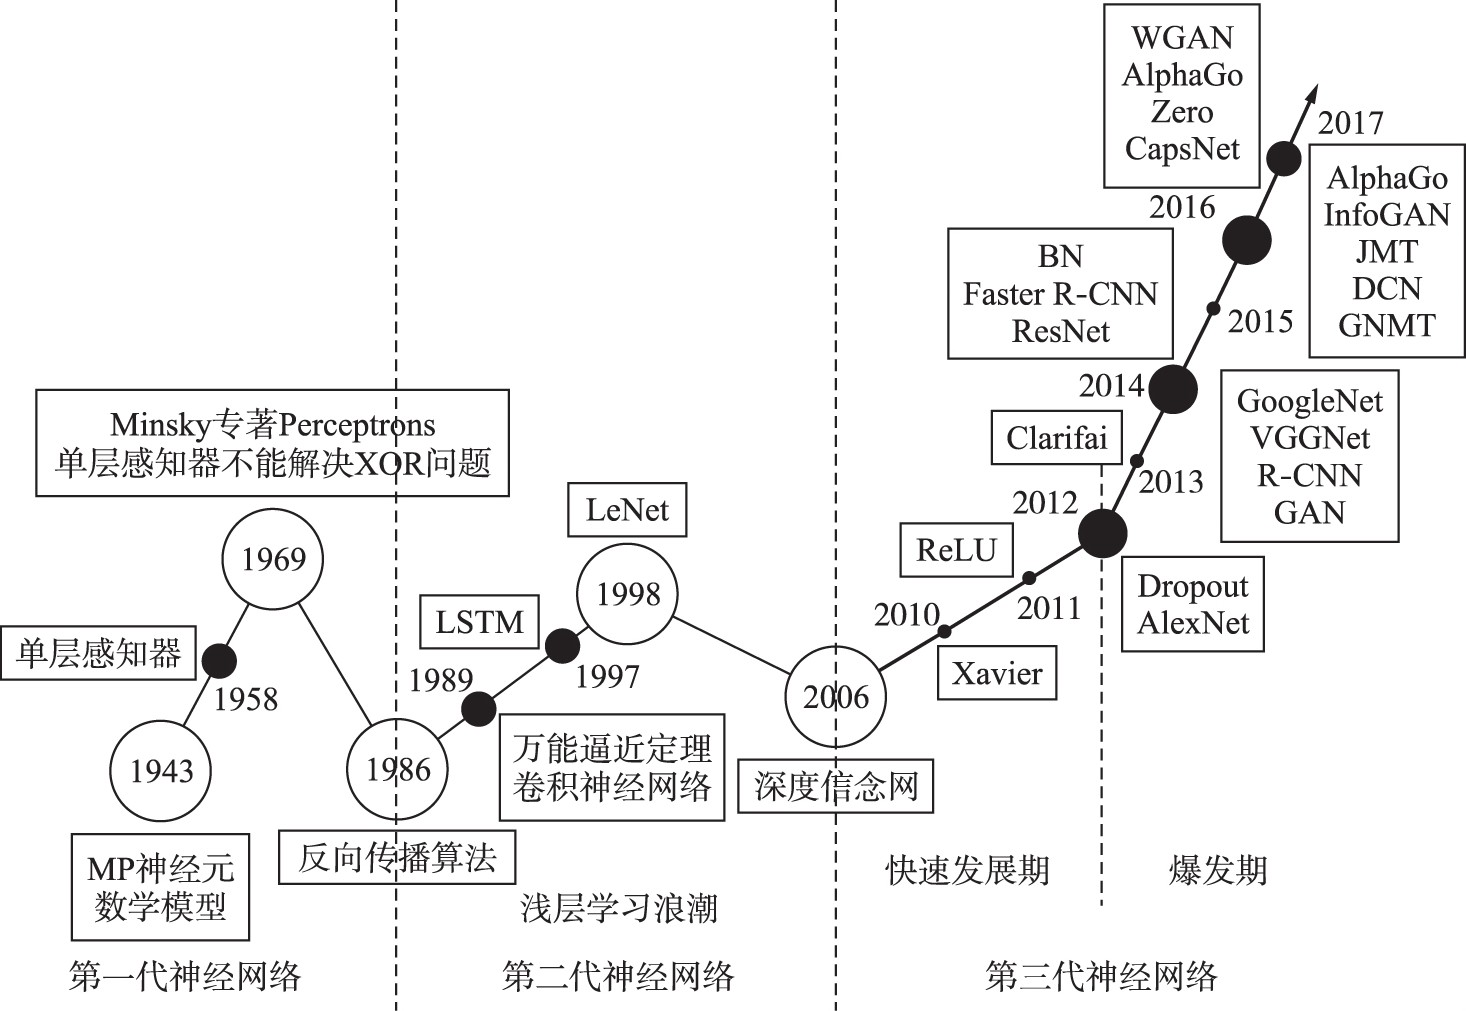 WGAN
AlphaGo
Zero
CapsNet
2017
AlphaGo
InfoGAN
JMT
DCN
GNMT
2016
BN
Faster R-CNN
ResNet
2015
2014
GoogleNet
VGGNet
R-CNN
GAN
Clarifai
2013
2012
Dropout
AlexNet
ReLU
2011
2010
Xavier
Minsky专著Perceptrons
单层感知器不能解决XOR问题
1969
单层感知器
1958
1943
MP神经元
数学模型
1986
反向传播算法
LeNet
1998
LSTM
1997
1989
万能逼近定理
卷积神经网络
2006
深度信念网
浅层学习浪潮
快速发展期
爆发期
第一代神经网络
第二代神经网络
第三代神经网络